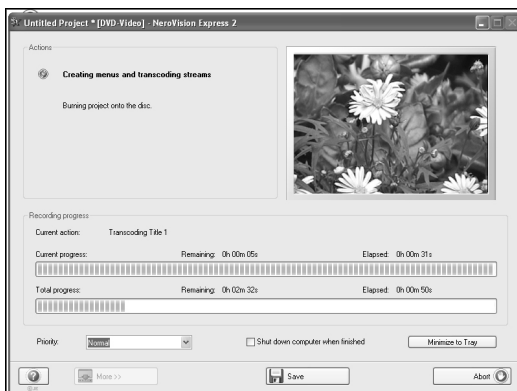 Untitled Project * [DVD-Video] - NeroVision Express 2
Actions
Creating menus and transcoding streams
Burning project onto the disc.
Recording progress
Current action: Transcoding Title 1
Current progress: Remaining: 0h 00m 05s Elapsed: 0h 00m 31s
Total progress: Remaining: 0h 02m 32s Elapsed: 0h 00m 50s
Priority: Normal Shut down computer when finished Minimize to Tray
More >> Save Abort